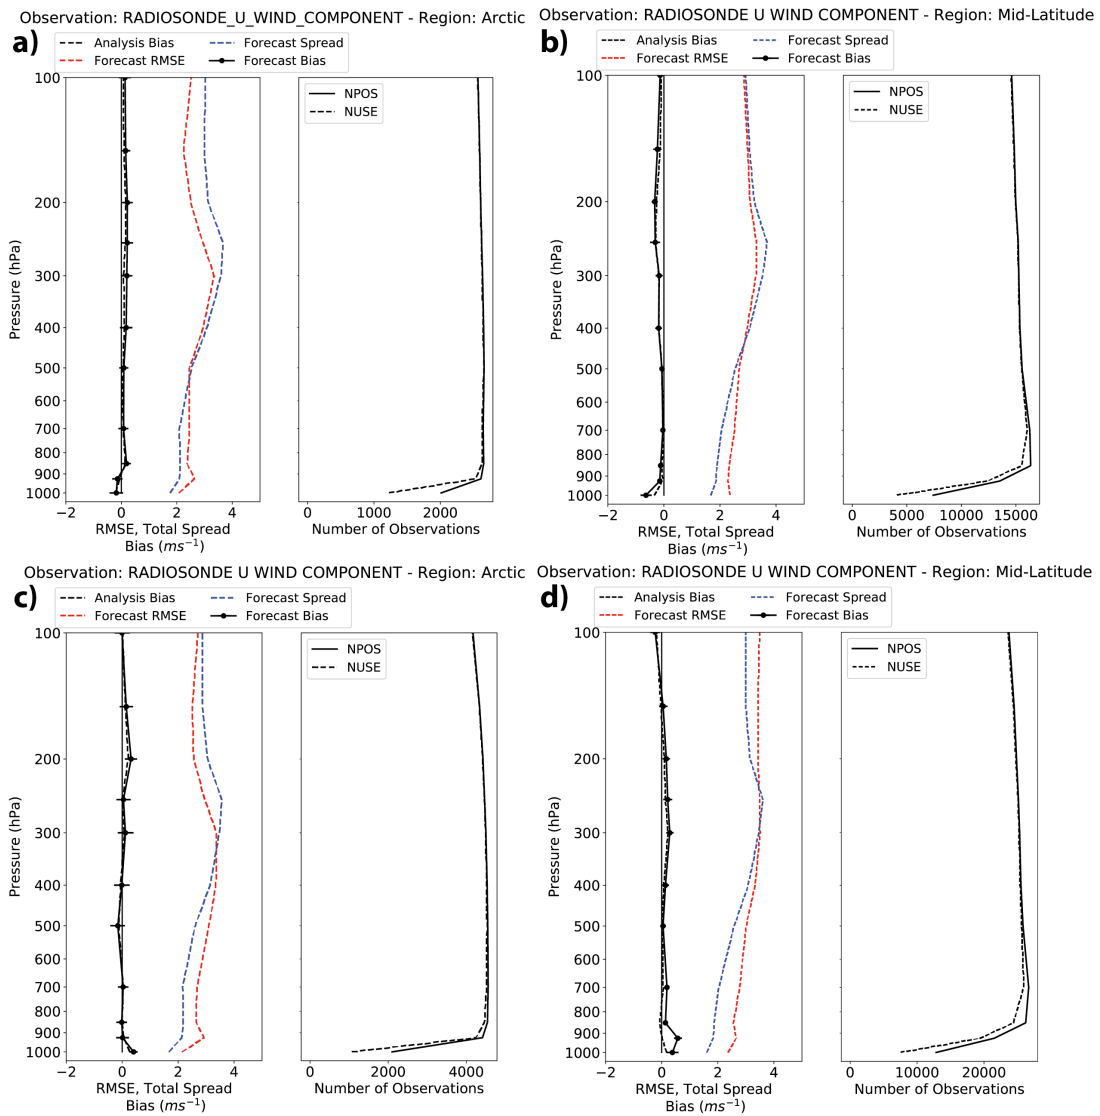 Observation: RADIOSONDE_U_WIND_COMPONENT - Region: Arctic
a)
Analysis Bias
Forecast RMSE
Forecast Spread
Forecast Bias
100
200
300
400
500
600
700
800
900
1000
Pressure (hPa)
−2 0 2 4
RMSE, Total Spread
Bias (ms⁻¹)
NPOS
NUSE
0 1000 2000
Number of Observations
Observation: RADIOSONDE U WIND COMPONENT - Region: Mid-Latitude
b)
Analysis Bias
Forecast RMSE
Forecast Spread
Forecast Bias
100
200
300
400
500
600
700
800
900
1000
Pressure (hPa)
−2 0 2 4
RMSE, Total Spread
Bias (ms⁻¹)
NPOS
NUSE
0 5000 10000 15000
Number of Observations
Observation: RADIOSONDE U WIND COMPONENT - Region: Arctic
c)
Analysis Bias
Forecast RMSE
Forecast Spread
Forecast Bias
100
200
300
400
500
600
700
800
900
1000
Pressure (hPa)
−2 0 2 4
RMSE, Total Spread
Bias (ms⁻¹)
NPOS
NUSE
0 2000 4000
Number of Observations
Observation: RADIOSONDE U WIND COMPONENT - Region: Mid-Latitude
d)
Analysis Bias
Forecast RMSE
Forecast Spread
Forecast Bias
100
200
300
400
500
600
700
800
900
1000
Pressure (hPa)
−2 0 2 4
RMSE, Total Spread
Bias (ms⁻¹)
NPOS
NUSE
0 10000 20000
Number of Observations